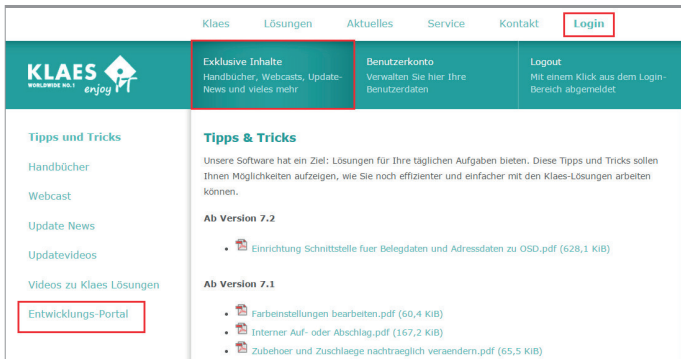 Klaes Lösungen Aktuelles Service Kontakt Login
KLAES
WORLDWIDE NO.1
enjoy IT
Exklusive Inhalte
Handbücher, Webcasts, Update-
News und vieles mehr
Benutzerkonto
Verwalten Sie hier Ihre
Benutzerdaten
Logout
Mit einem Klick aus dem Login-
Bereich abgemeldet
Tipps und Tricks
Handbücher
Webcast
Update News
Updatevideos
Videos zu Klaes Lösungen
Entwicklungs-Portal
Tipps & Tricks
Unsere Software hat ein Ziel: Lösungen für Ihre täglichen Aufgaben bieten. Diese Tipps und Tricks sollen
Ihnen Möglichkeiten aufzeigen, wie Sie noch effizienter und einfacher mit den Klaes-Lösungen arbeiten
können.
Ab Version 7.2
• Einrichtung Schnittstelle fuer Belegdaten und Adressdaten zu OSD.pdf (628,1 KiB)
Ab Version 7.1
• Farbeinstellungen bearbeiten.pdf (60,4 KiB)
• Interner Auf- oder Abschlag.pdf (167,2 KiB)
• Zubehoer und Zuschlaege nachtraeglich veraendern.pdf (65,5 KiB)